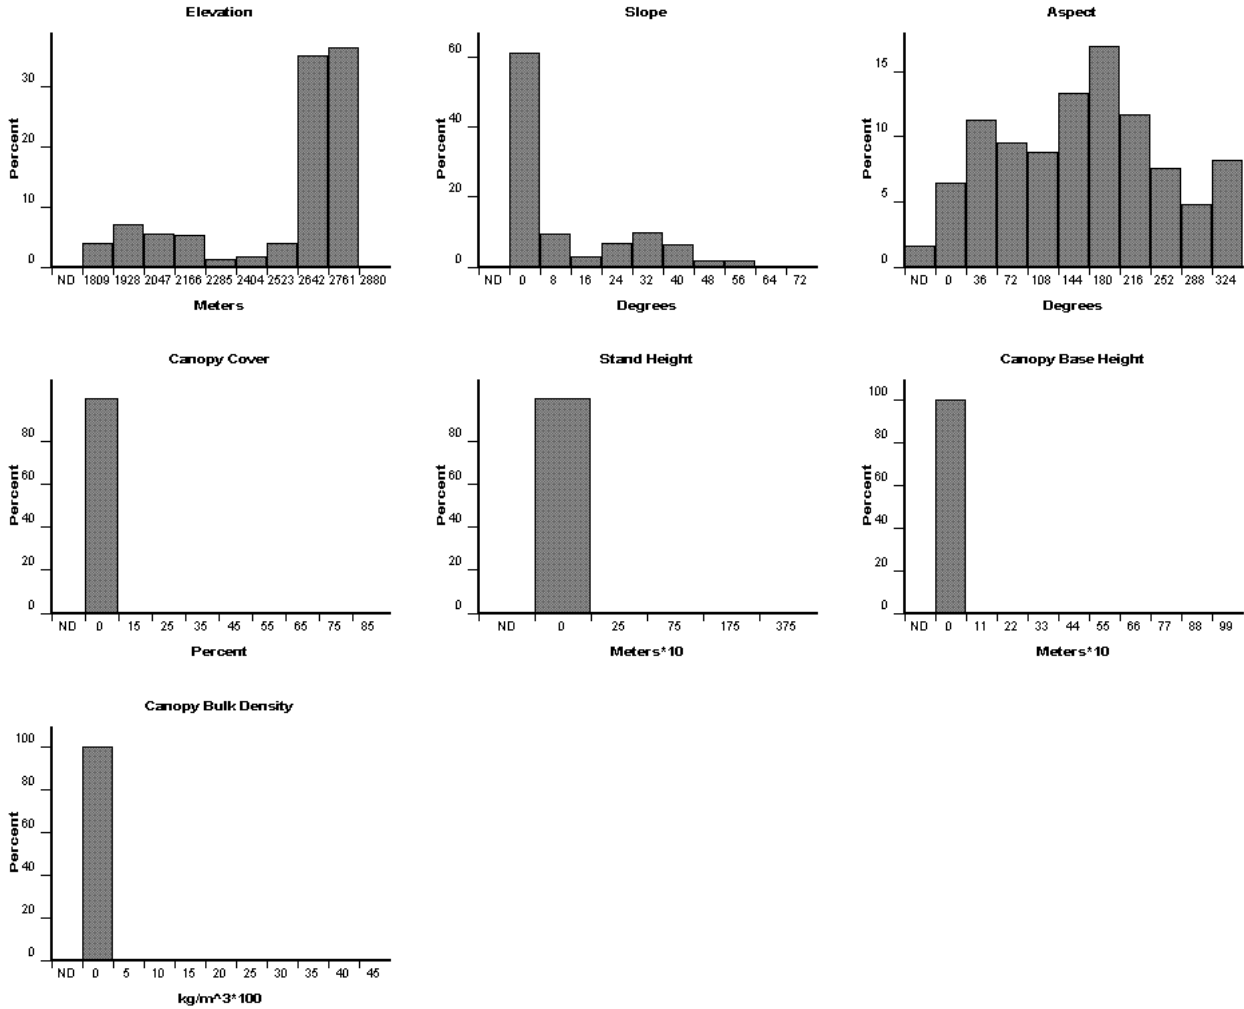 Elevation
Percent
30
20
10
0
ND 1809 1928 2047 2166 2285 2404 2523 2642 2761 2880
Meters
Slope
Percent
60
40
20
0
ND 0 8 16 24 32 40 48 56 64 72
Degrees
Aspect
Percent
15
10
5
0
ND 0 36 72 108 144 180 216 252 288 324
Degrees
Canopy Cover
Percent
80
60
40
20
0
ND 0 15 25 35 45 55 65 75 85
Percent
Stand Height
Percent
80
60
40
20
0
ND 0 25 75 175 375
Meters*10
Canopy Base Height
Percent
100
80
60
40
20
0
ND 0 11 22 33 44 55 66 77 88 99
Meters*10
Canopy Bulk Density
Percent
100
80
60
40
20
0
ND 0 5 10 15 20 25 30 35 40 45
kg/m^3*100